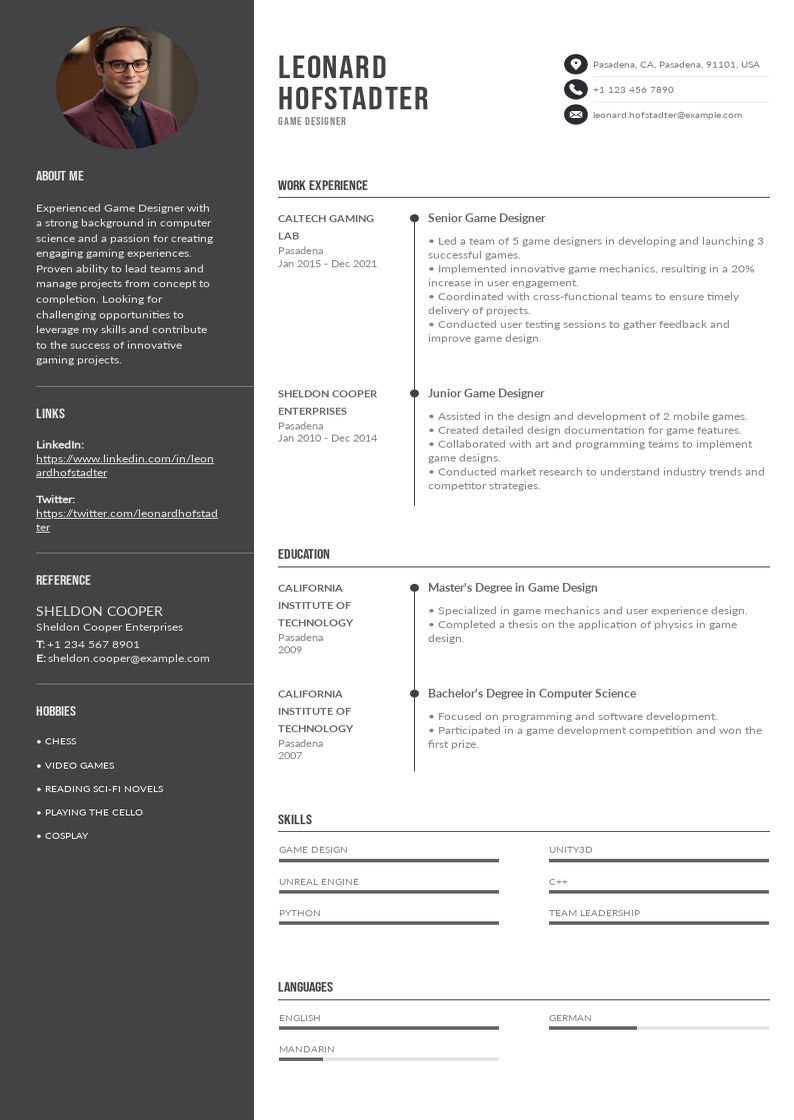 LEONARD
HOFSTADTER
GAME DESIGNER
Pasadena, CA, Pasadena, 91101, USA
+1 123 456 7890
leonard.hofstadter@example.com
ABOUT ME
Experienced Game Designer with
a strong background in computer
science and a passion for creating
engaging gaming experiences.
Proven ability to lead teams and
manage projects from concept to
completion. Looking for
challenging opportunities to
leverage my skills and contribute
to the success of innovative
gaming projects.
LINKS
LinkedIn:
https://www.linkedin.com/in/leon
ardhofstadter
Twitter:
https://twitter.com/leonardhofstad
ter
REFERENCE
SHELDON COOPER
Sheldon Cooper Enterprises
T: +1 234 567 8901
E: sheldon.cooper@example.com
HOBBIES
• CHESS
• VIDEO GAMES
• READING SCI-FI NOVELS
• PLAYING THE CELLO
• COSPLAY
WORK EXPERIENCE
CALTECH GAMING
LAB
Pasadena
Jan 2015 - Dec 2021
Senior Game Designer
• Led a team of 5 game designers in developing and launching 3
successful games.
• Implemented innovative game mechanics, resulting in a 20%
increase in user engagement.
• Coordinated with cross-functional teams to ensure timely
delivery of projects.
• Conducted user testing sessions to gather feedback and
improve game design.
SHELDON COOPER
ENTERPRISES
Pasadena
Jan 2010 - Dec 2014
Junior Game Designer
• Assisted in the design and development of 2 mobile games.
• Created detailed design documentation for game features.
• Collaborated with art and programming teams to implement
game designs.
• Conducted market research to understand industry trends and
competitor strategies.
EDUCATION
CALIFORNIA
INSTITUTE OF
TECHNOLOGY
Pasadena
2009
Master's Degree in Game Design
• Specialized in game mechanics and user experience design.
• Completed a thesis on the application of physics in game
design.
CALIFORNIA
INSTITUTE OF
TECHNOLOGY
Pasadena
2007
Bachelor's Degree in Computer Science
• Focused on programming and software development.
• Participated in a game development competition and won the
first prize.
SKILLS
GAME DESIGN
UNITY3D
UNREAL ENGINE
C++
PYTHON
TEAM LEADERSHIP
LANGUAGES
ENGLISH
GERMAN
MANDARIN